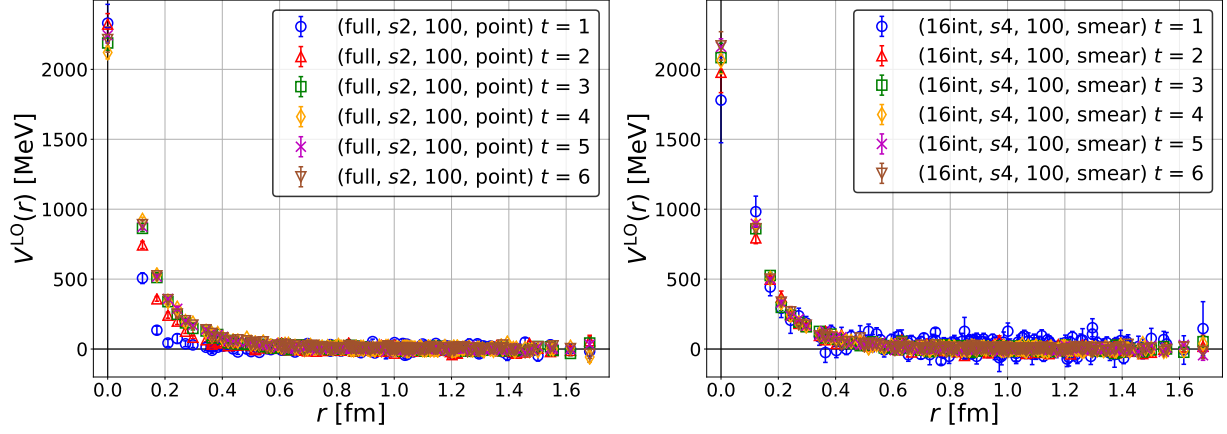 (full, s2, 100, point) t = 1
(full, s2, 100, point) t = 2
(full, s2, 100, point) t = 3
(full, s2, 100, point) t = 4
(full, s2, 100, point) t = 5
(full, s2, 100, point) t = 6
2000
1500
1000
500
0
V^LO(r) [MeV]
0.0 0.2 0.4 0.6 0.8 1.0 1.2 1.4 1.6
r [fm]
(16int, s4, 100, smear) t = 1
(16int, s4, 100, smear) t = 2
(16int, s4, 100, smear) t = 3
(16int, s4, 100, smear) t = 4
(16int, s4, 100, smear) t = 5
(16int, s4, 100, smear) t = 6
2000
1500
1000
500
0
V^LO(r) [MeV]
0.0 0.2 0.4 0.6 0.8 1.0 1.2 1.4 1.6
r [fm]